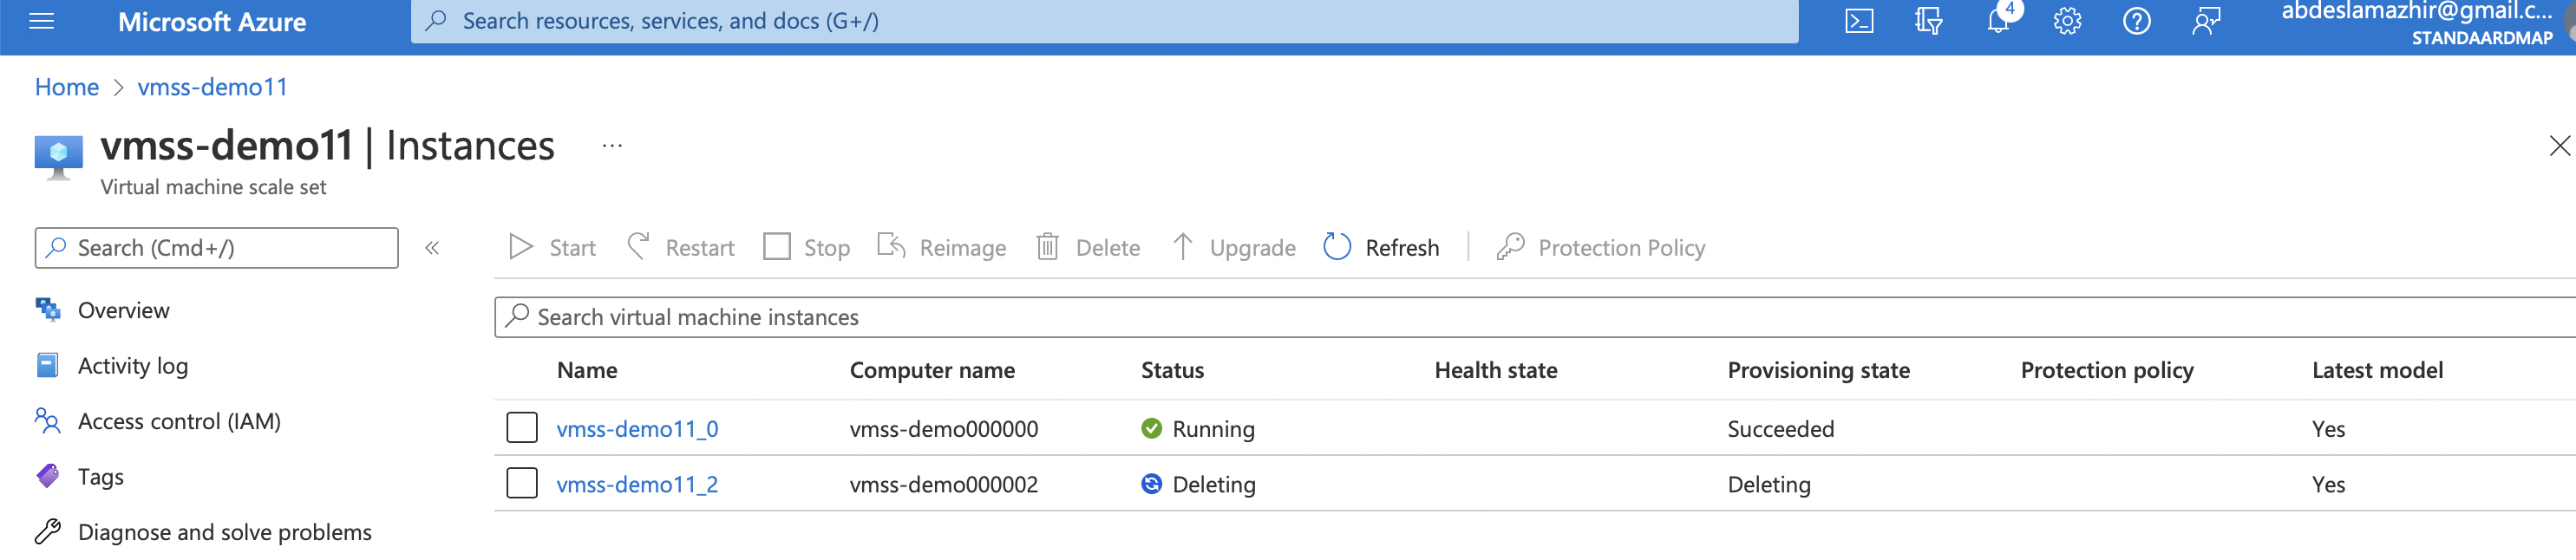 Microsoft Azure
Search resources, services, and docs (G+/)
4
abdeslamazhir@gmail.c...
STANDAARDMAP
Home > vmss-demo11
vmss-demo11 | Instances ...
Virtual machine scale set
Search (Cmd+/)
«
Overview
Activity log
Access control (IAM)
Tags
Diagnose and solve problems
Start Restart Stop Reimage Delete Upgrade Refresh Protection Policy
Search virtual machine instances
Name Computer name Status Health state Provisioning state Protection policy Latest model
vmss-demo11_0 vmss-demo000000 Running Succeeded Yes
vmss-demo11_2 vmss-demo000002 Deleting Deleting Yes